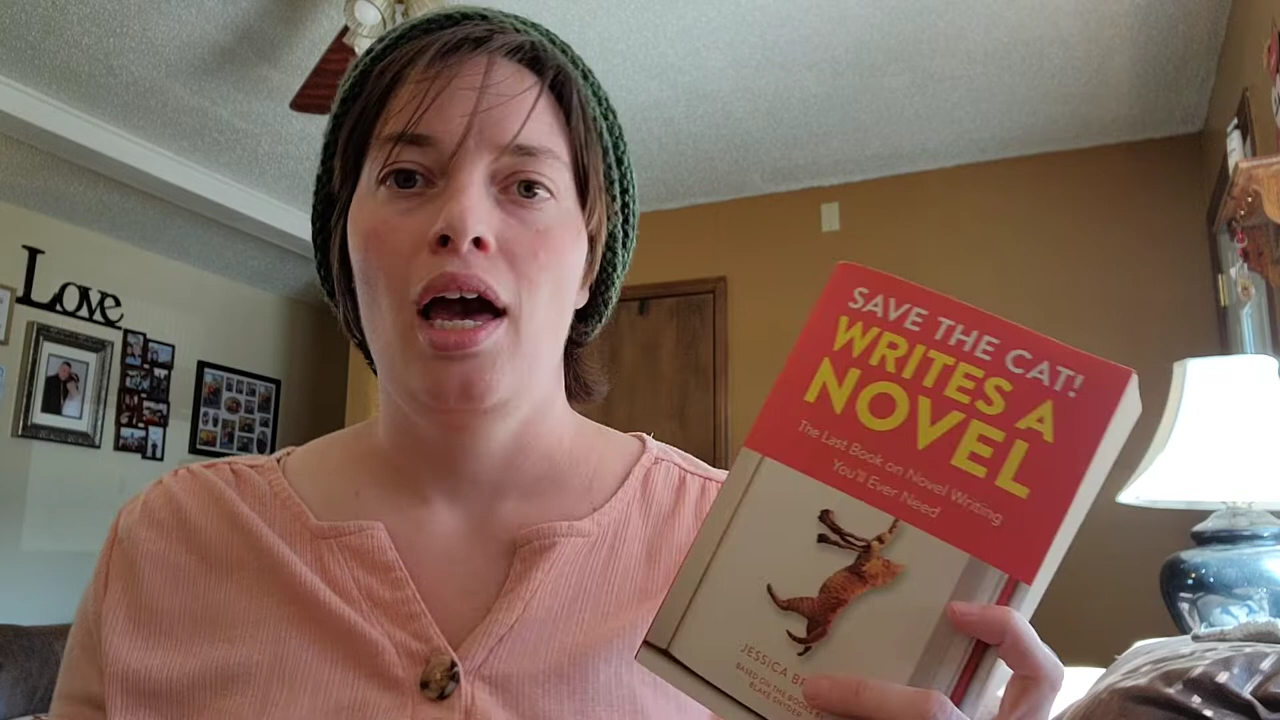 Love
SAVE THE CAT!
WRITES A
NOVEL
The Last Book on Novel Writing
You'll Ever Need
JESSICA
BASED ON THE BOOKS BY
BLAKE SNYDER